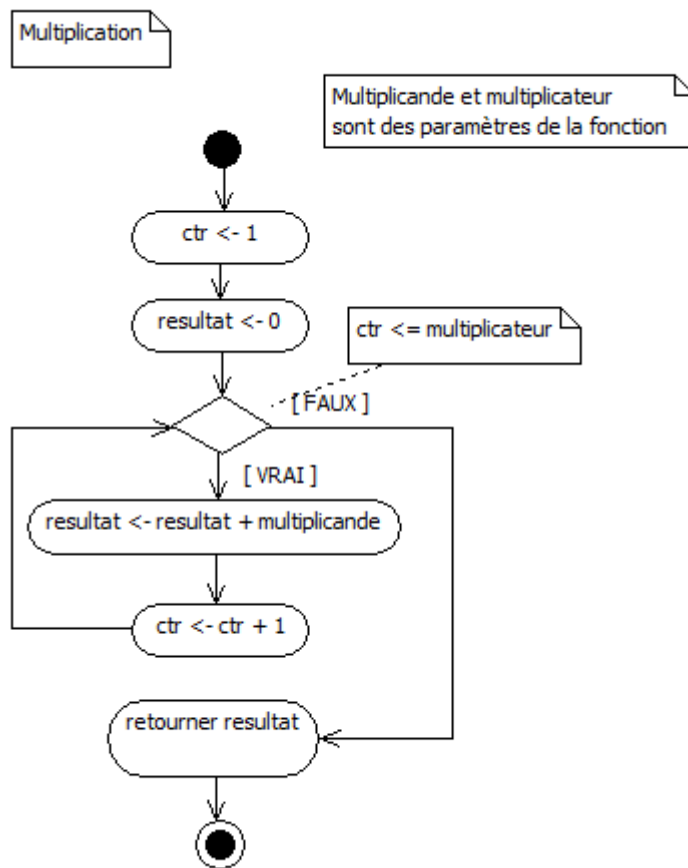 Multiplication
Multiplicande et multiplicateur
sont des paramètres de la fonction
ctr <- 1
resultat <- 0
ctr <= multiplicateur
[ FAUX ]
[ VRAI ]
resultat <- resultat + multiplicande
ctr <- ctr + 1
retourner resultat